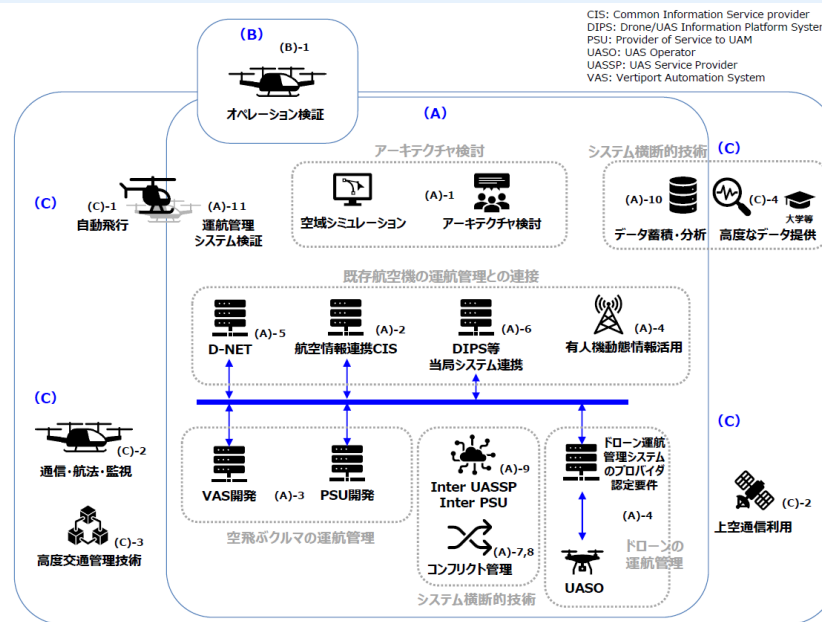 CIS: Common Information Service provider
DIPS: Drone/UAS Information Platform System
PSU: Provider of Service to UAM
UASO: UAS Operator
UASSP: UAS Service Provider
VAS: Vertiport Automation System
(B)
(B)-1
オペレーション検証
(A)
アーキテクチャ検討
(A)-1
空域シミュレーション
アーキテクチャ検討
システム横断的技術
(C)
(A)-10
(C)-4
大学等
データ蓄積・分析
高度なデータ提供
(C)
(C)-1
自動飛行
(A)-11
運航管理
システム検証
既存航空機の運航管理との連接
(A)-5
D-NET
(A)-2
航空情報連携CIS
(A)-6
DIPS等
当局システム連携
(A)-4
有人機動態情報活用
(C)
(C)-2
通信・航法・監視
(C)-3
高度交通管理技術
VAS開発
(A)-3
PSU開発
空飛ぶクルマの運航管理
(A)-9
Inter UASSP
Inter PSU
(A)-7,8
コンフリクト管理
システム横断的技術
ドローン運航
管理システム
のプロバイダ
認定要件
(A)-4
UASO
ドローンの
運航管理
(C)
(C)-2
上空通信利用